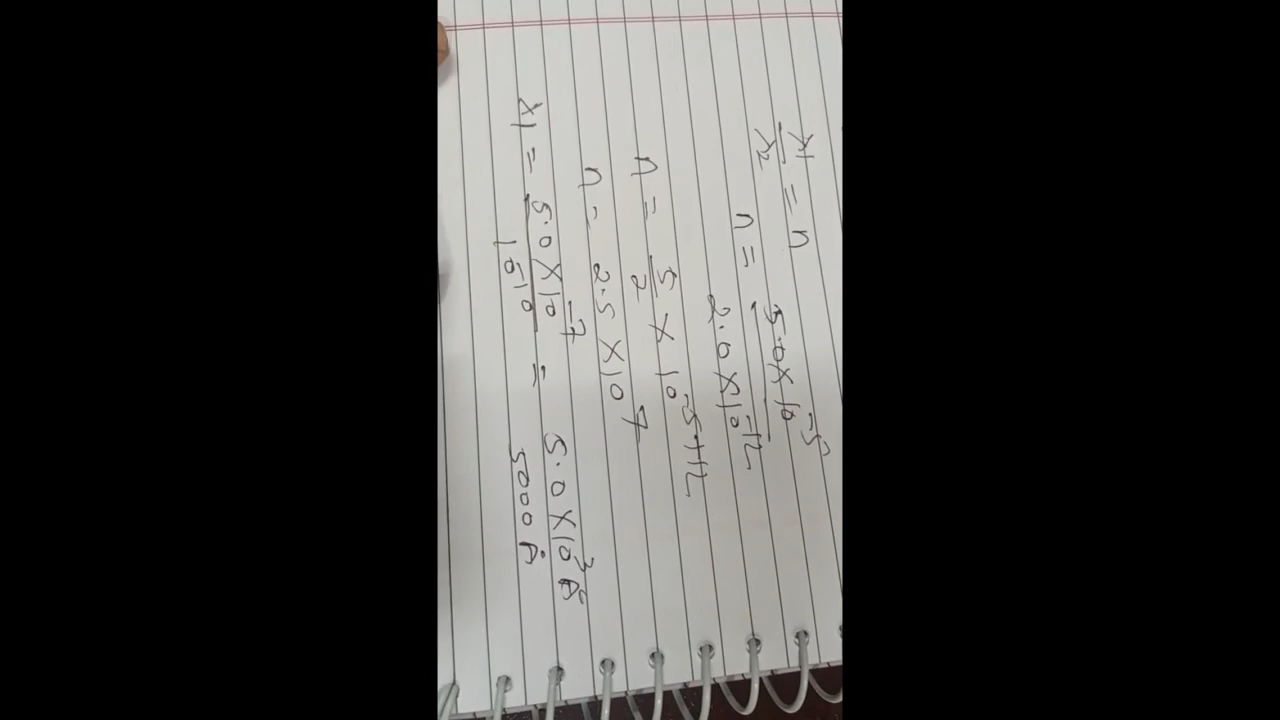 λ1/λ2 = n
n = 5.0 X 10^-5 / 2.0 X 10^-12
n = 5/2 X 10^-5+12
n = 2.5 X 10^7
λ1 = 5.0 X 10^-7 / 10^-10 = 5.0 X 10^3 Å
5000 Å